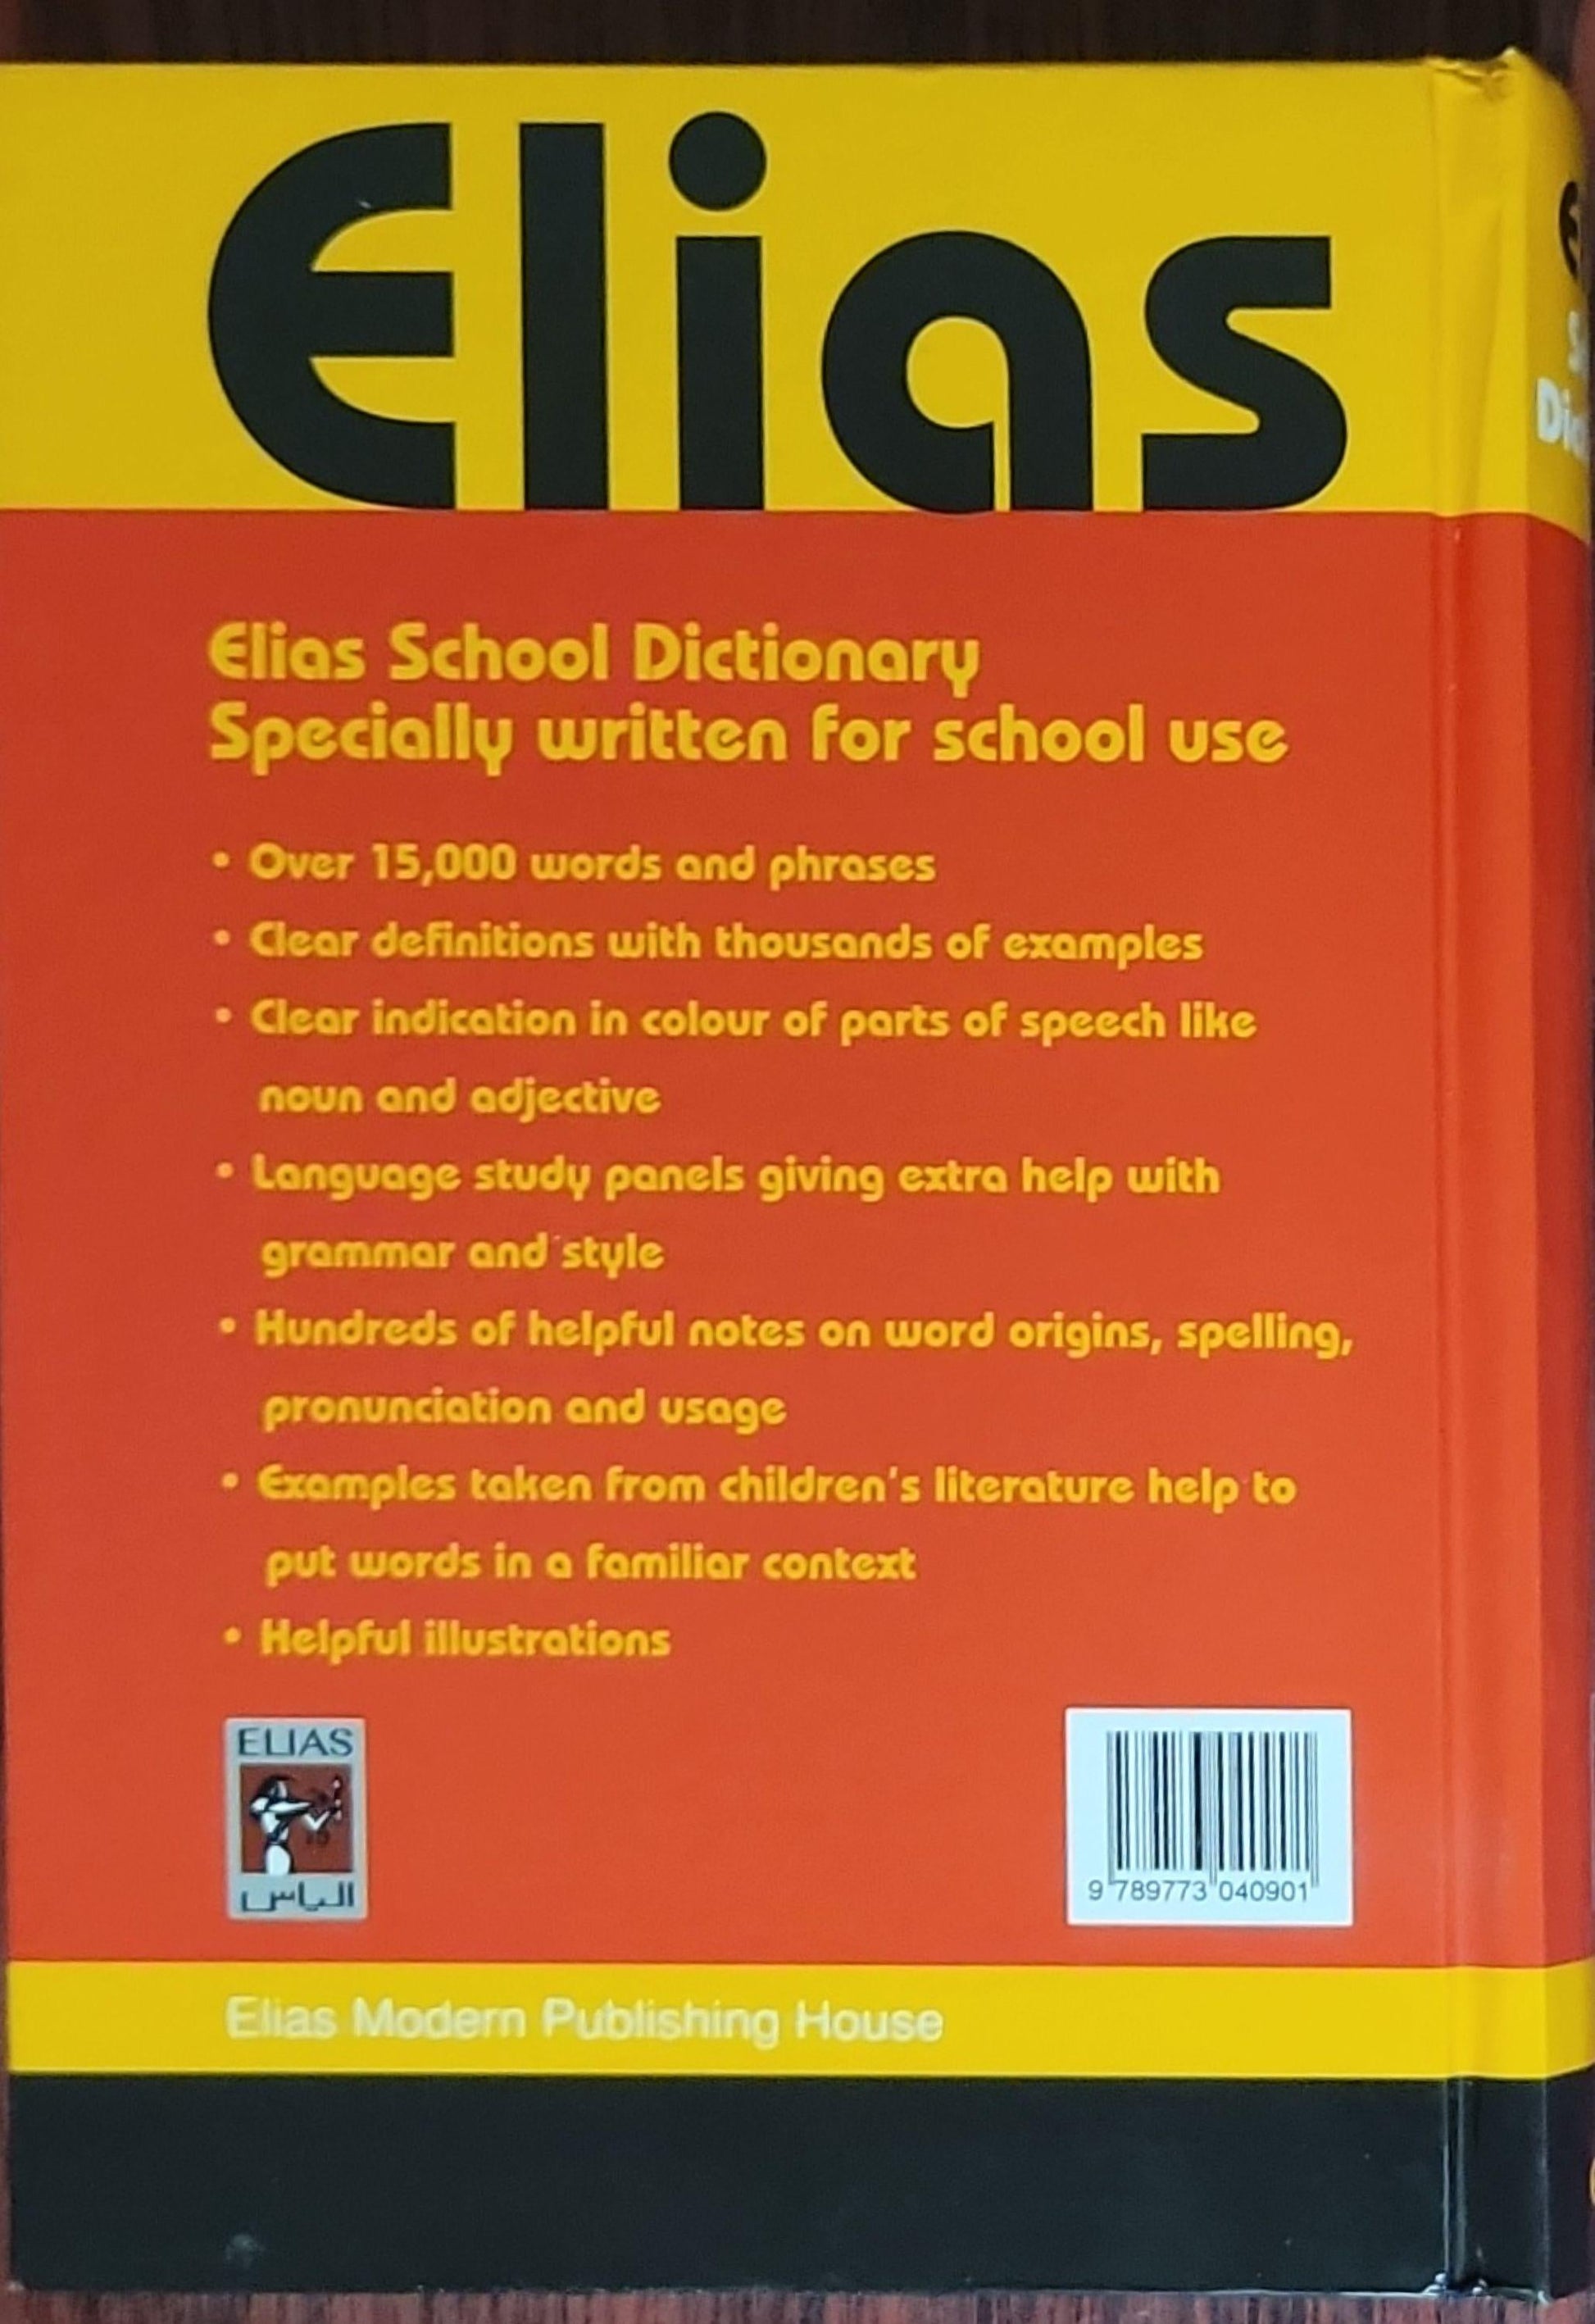 Elias
Elias School Dictionary
Specially written for school use
• Over 15,000 words and phrases
• Clear definitions with thousands of examples
• Clear indication in colour of parts of speech like
noun and adjective
• Language study panels giving extra help with
grammar and style
• Hundreds of helpful notes on word origins, spelling,
pronunciation and usage
• Examples taken from children's literature help to
put words in a familiar context
• Helpful illustrations
ELIAS
الياس
9 789773 040901
Elias Modern Publishing House